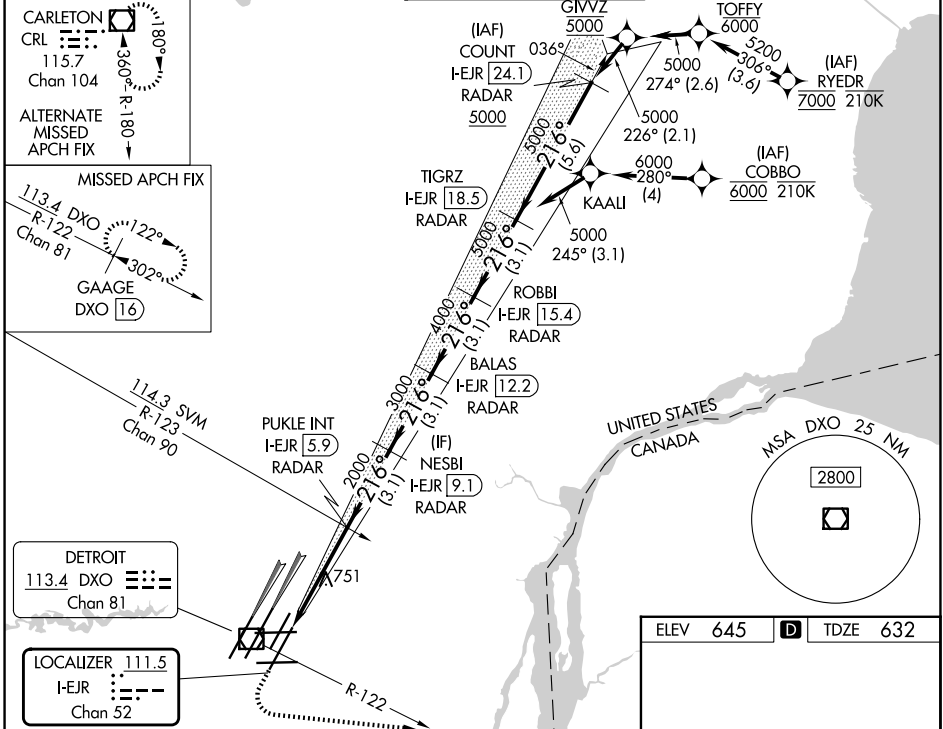 CARLETON
CRL
115.7
Chan 104
180°
360°
R-180
ALTERNATE
MISSED
APCH FIX
MISSED APCH FIX
113.4 DXO
R-122
Chan 81
122°
302°
GAAGE
DXO 16
(IAF)
COUNT
I-EJR 24.1
RADAR
5000
036°
GIVVZ
5000
TOFFY
6000
5000
274° (2.6)
5200
306°
(3.6)
(IAF)
RYEDR
7000 210K
5000
226° (2.1)
5000
216°
(5.6)
6000
280°
(4)
(IAF)
COBBO
6000 210K
KAALI
5000
245° (3.1)
TIGRZ
I-EJR 18.5
RADAR
5000
216°
(3.1)
ROBBI
I-EJR 15.4
RADAR
4000
216°
(3.1)
BALAS
I-EJR 12.2
RADAR
3000
216°
(3.1)
(IF)
NESBI
I-EJR 9.1
RADAR
2000
216°
(3.1)
PUKLE INT
I-EJR 5.9
RADAR
114.3 SVM
R-123
Chan 90
UNITED STATES
CANADA
MSA DXO 25 NM
2800
751
DETROIT
113.4 DXO
Chan 81
LOCALIZER 111.5
I-EJR
Chan 52
R-122
ELEV 645 D TDZE 632